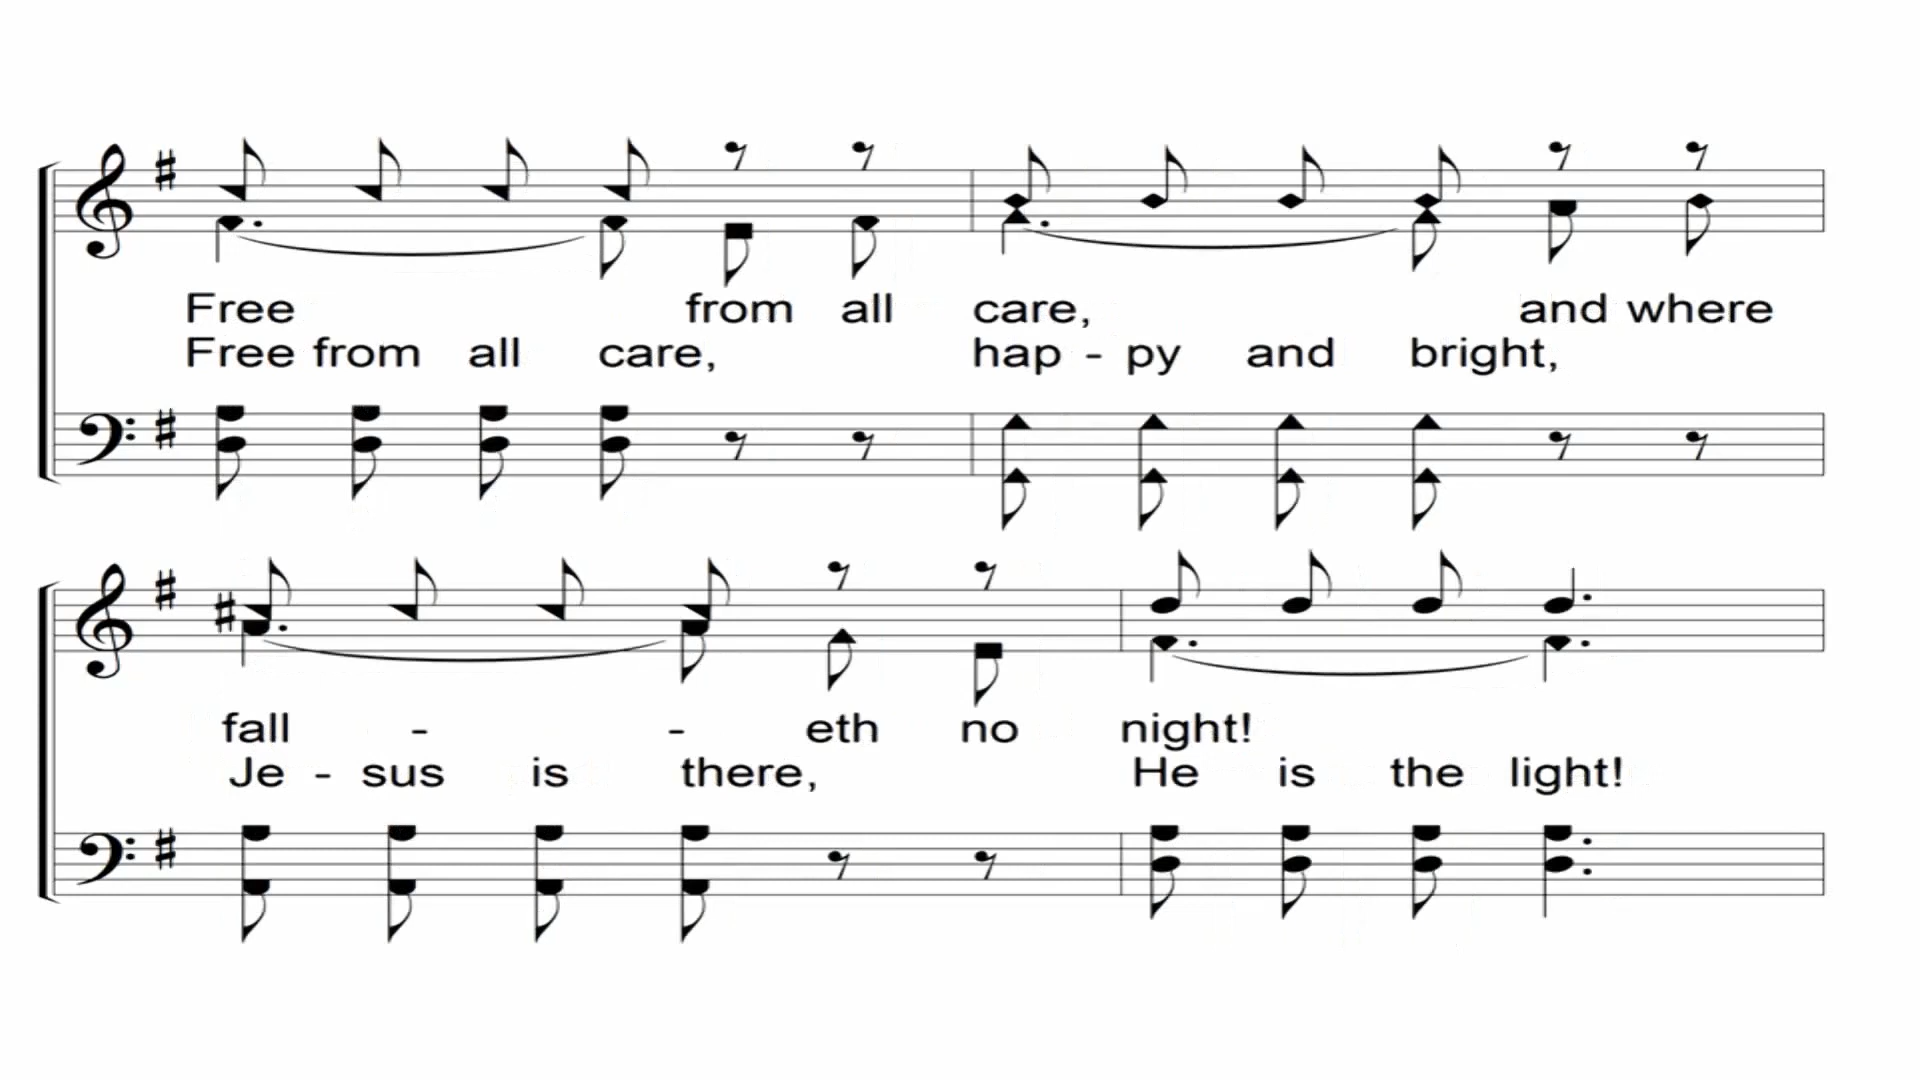 Free from all care, and where
Free from all care, hap - py and bright,
fall - - eth no night!
Je - sus is there, He is the light!